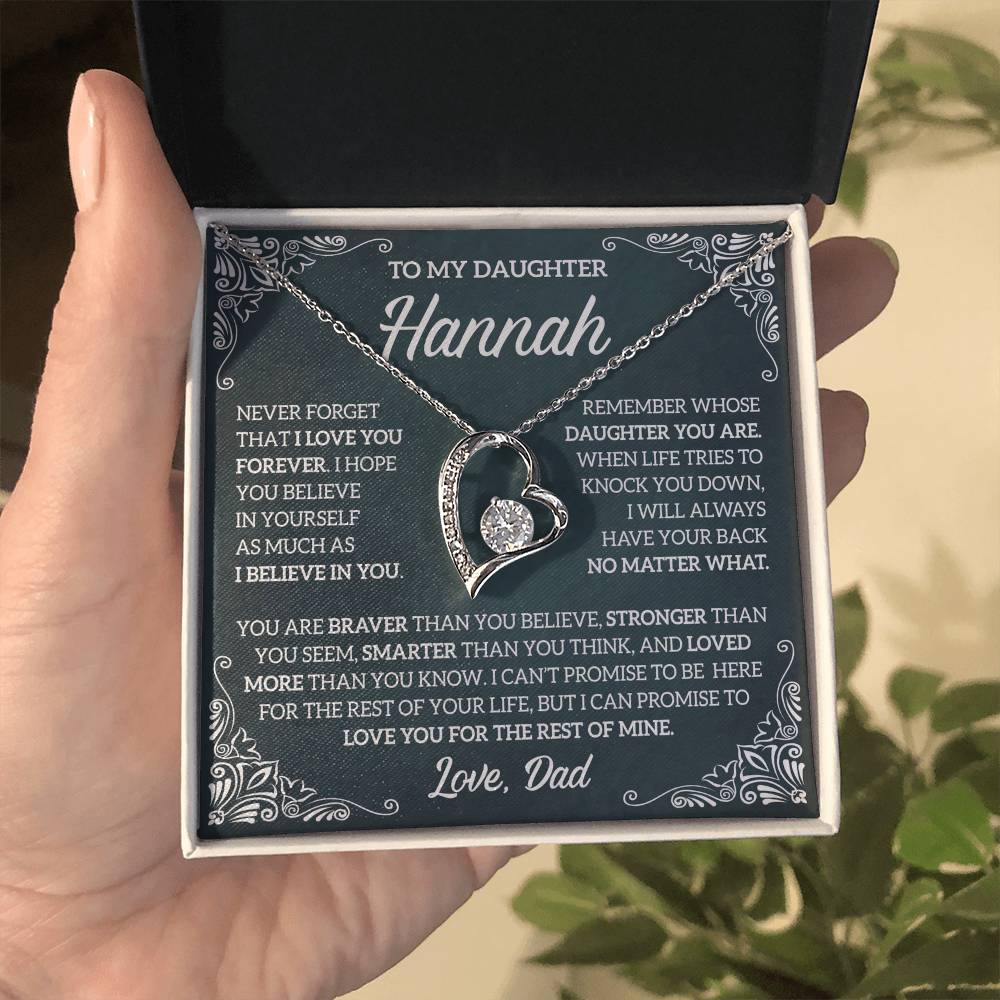 TO MY DAUGHTER
Hannah
NEVER FORGET
THAT I LOVE YOU
FOREVER. I HOPE
YOU BELIEVE
IN YOURSELF
AS MUCH AS
I BELIEVE IN YOU.
REMEMBER WHOSE
DAUGHTER YOU ARE.
WHEN LIFE TRIES TO
KNOCK YOU DOWN,
I WILL ALWAYS
HAVE YOUR BACK
NO MATTER WHAT.
YOU ARE BRAVER THAN YOU BELIEVE, STRONGER THAN
YOU SEEM, SMARTER THAN YOU THINK, AND LOVED
MORE THAN YOU KNOW. I CAN'T PROMISE TO BE HERE
FOR THE REST OF YOUR LIFE, BUT I CAN PROMISE TO
LOVE YOU FOR THE REST OF MINE.
Love, Dad